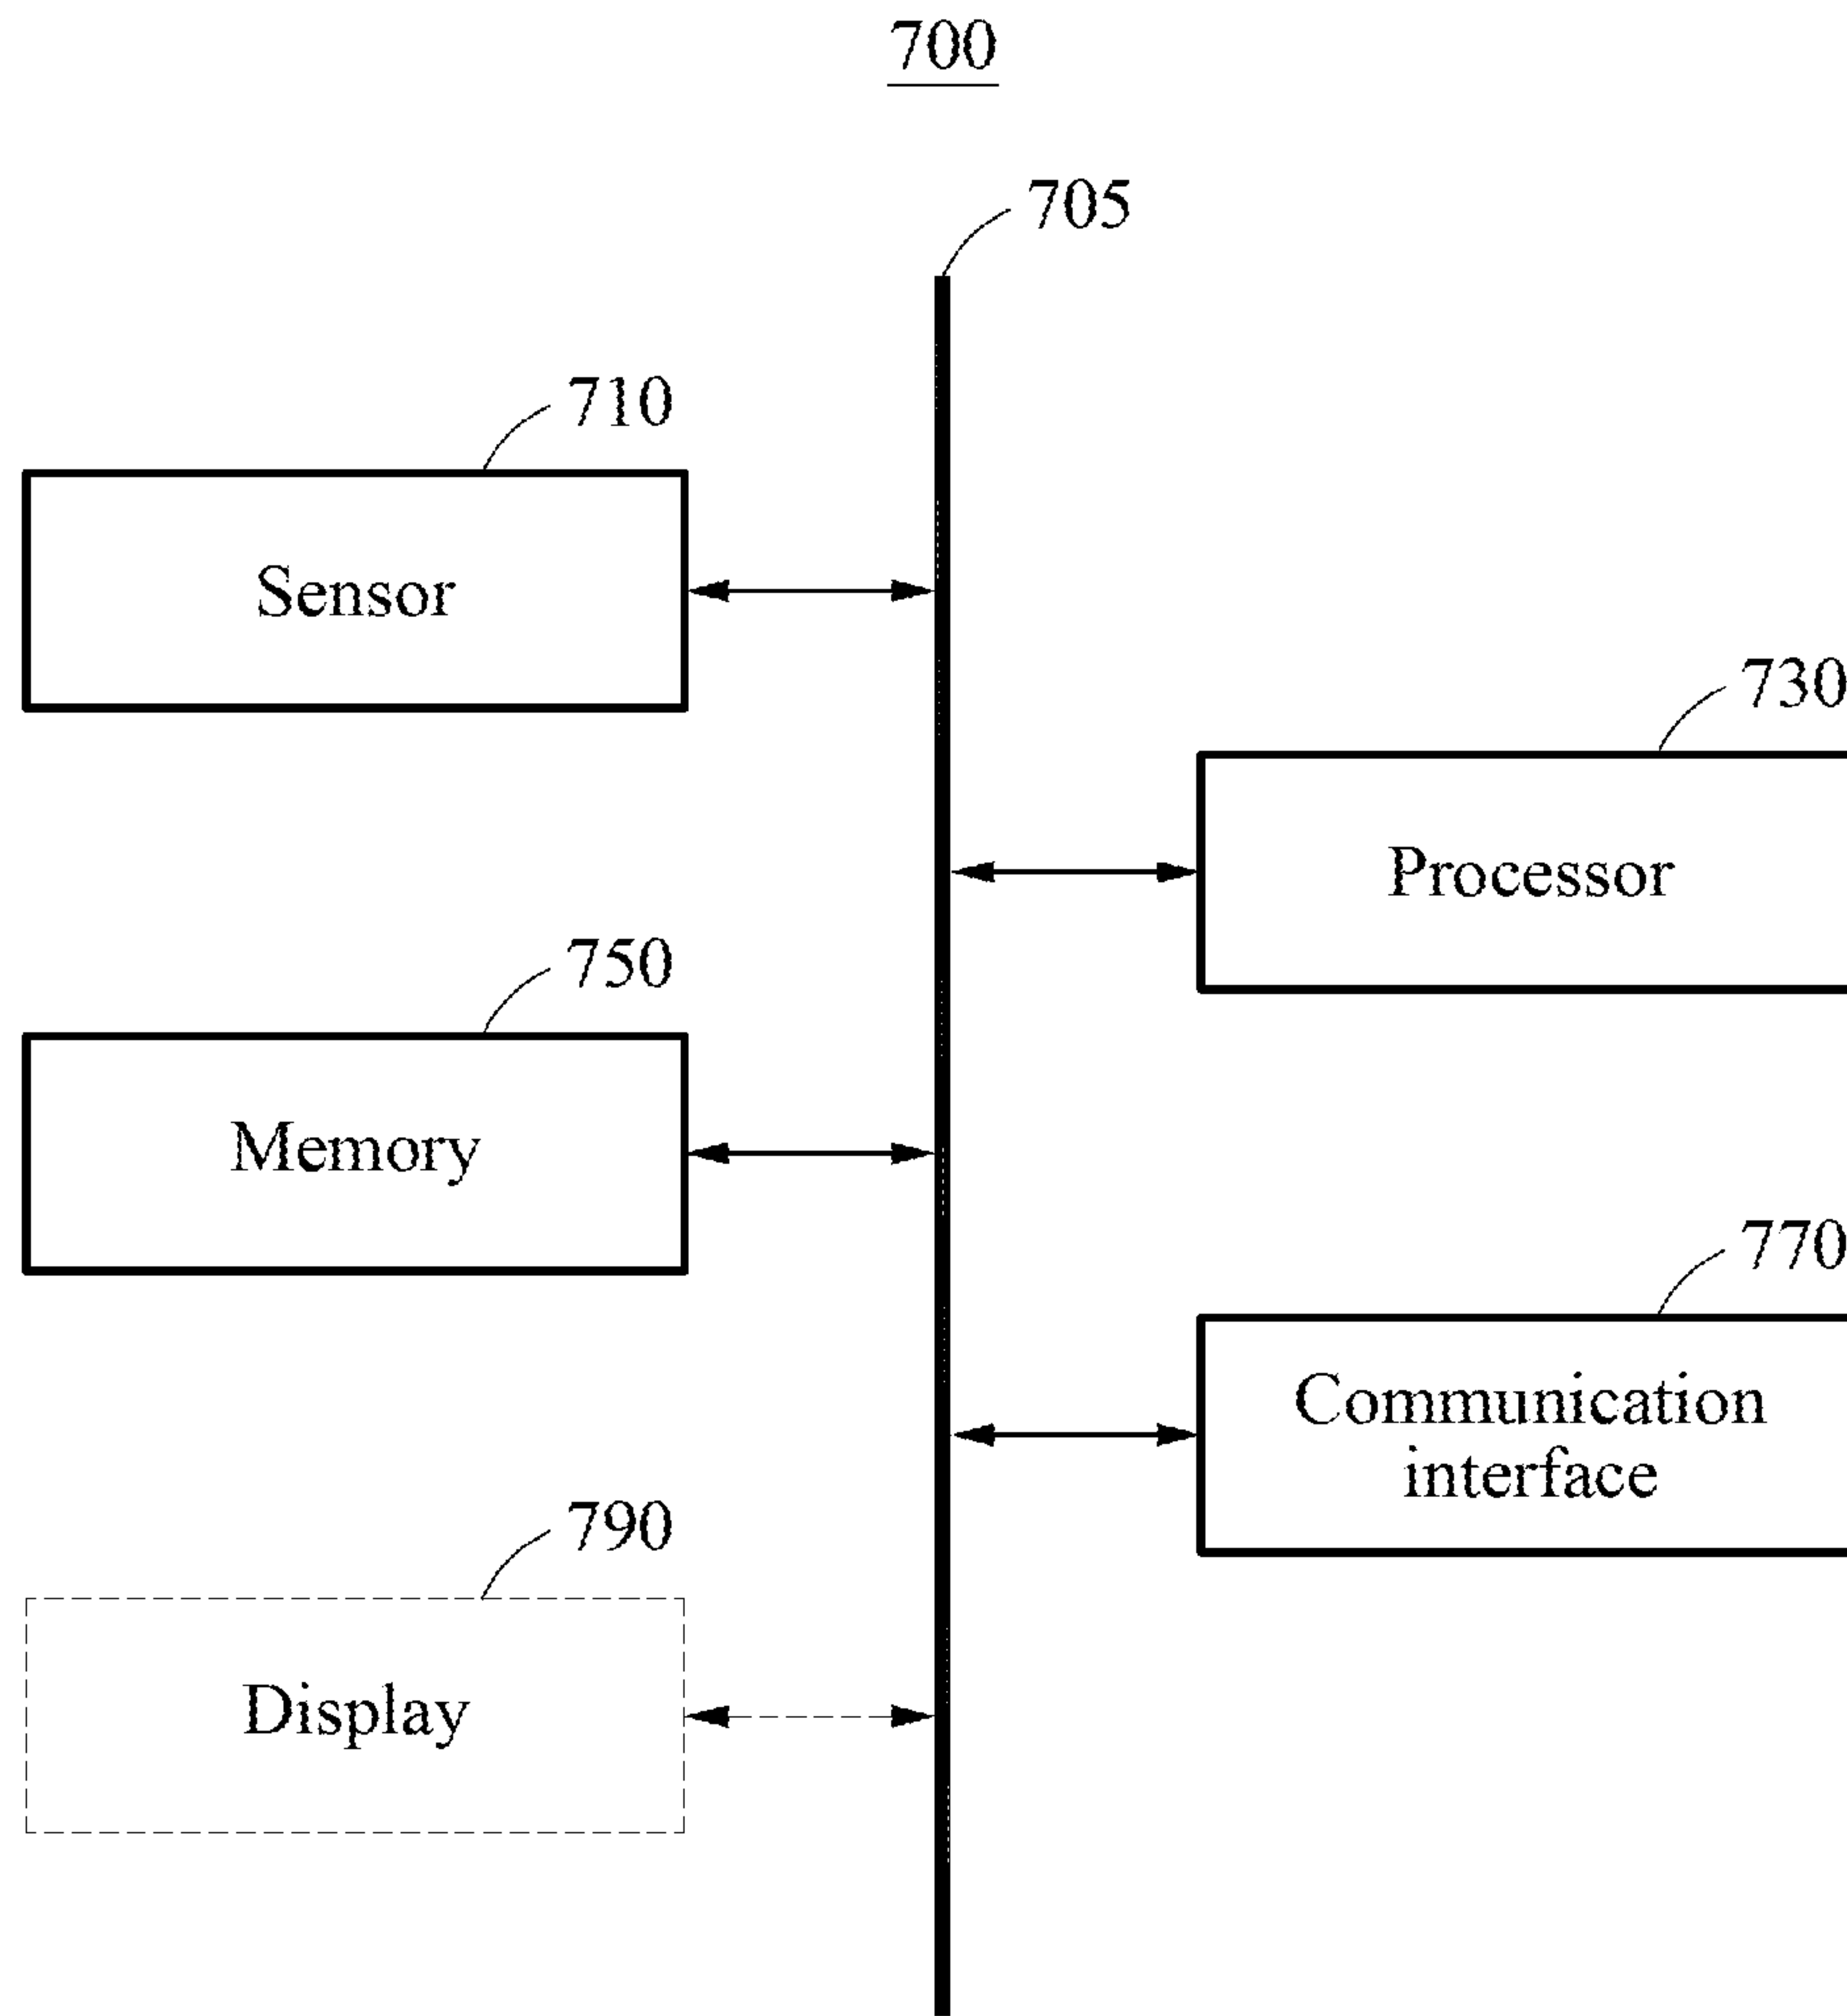 700
705
710
Sensor
730
Processor
750
Memory
770
Communication
interface
790
Display